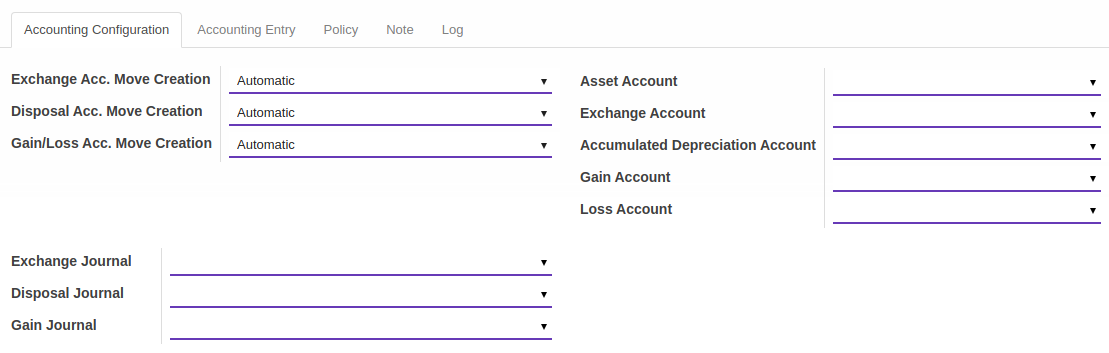 Accounting Configuration Accounting Entry Policy Note Log
Exchange Acc. Move Creation Automatic
Disposal Acc. Move Creation Automatic
Gain/Loss Acc. Move Creation Automatic
Asset Account
Exchange Account
Accumulated Depreciation Account
Gain Account
Loss Account
Exchange Journal
Disposal Journal
Gain Journal